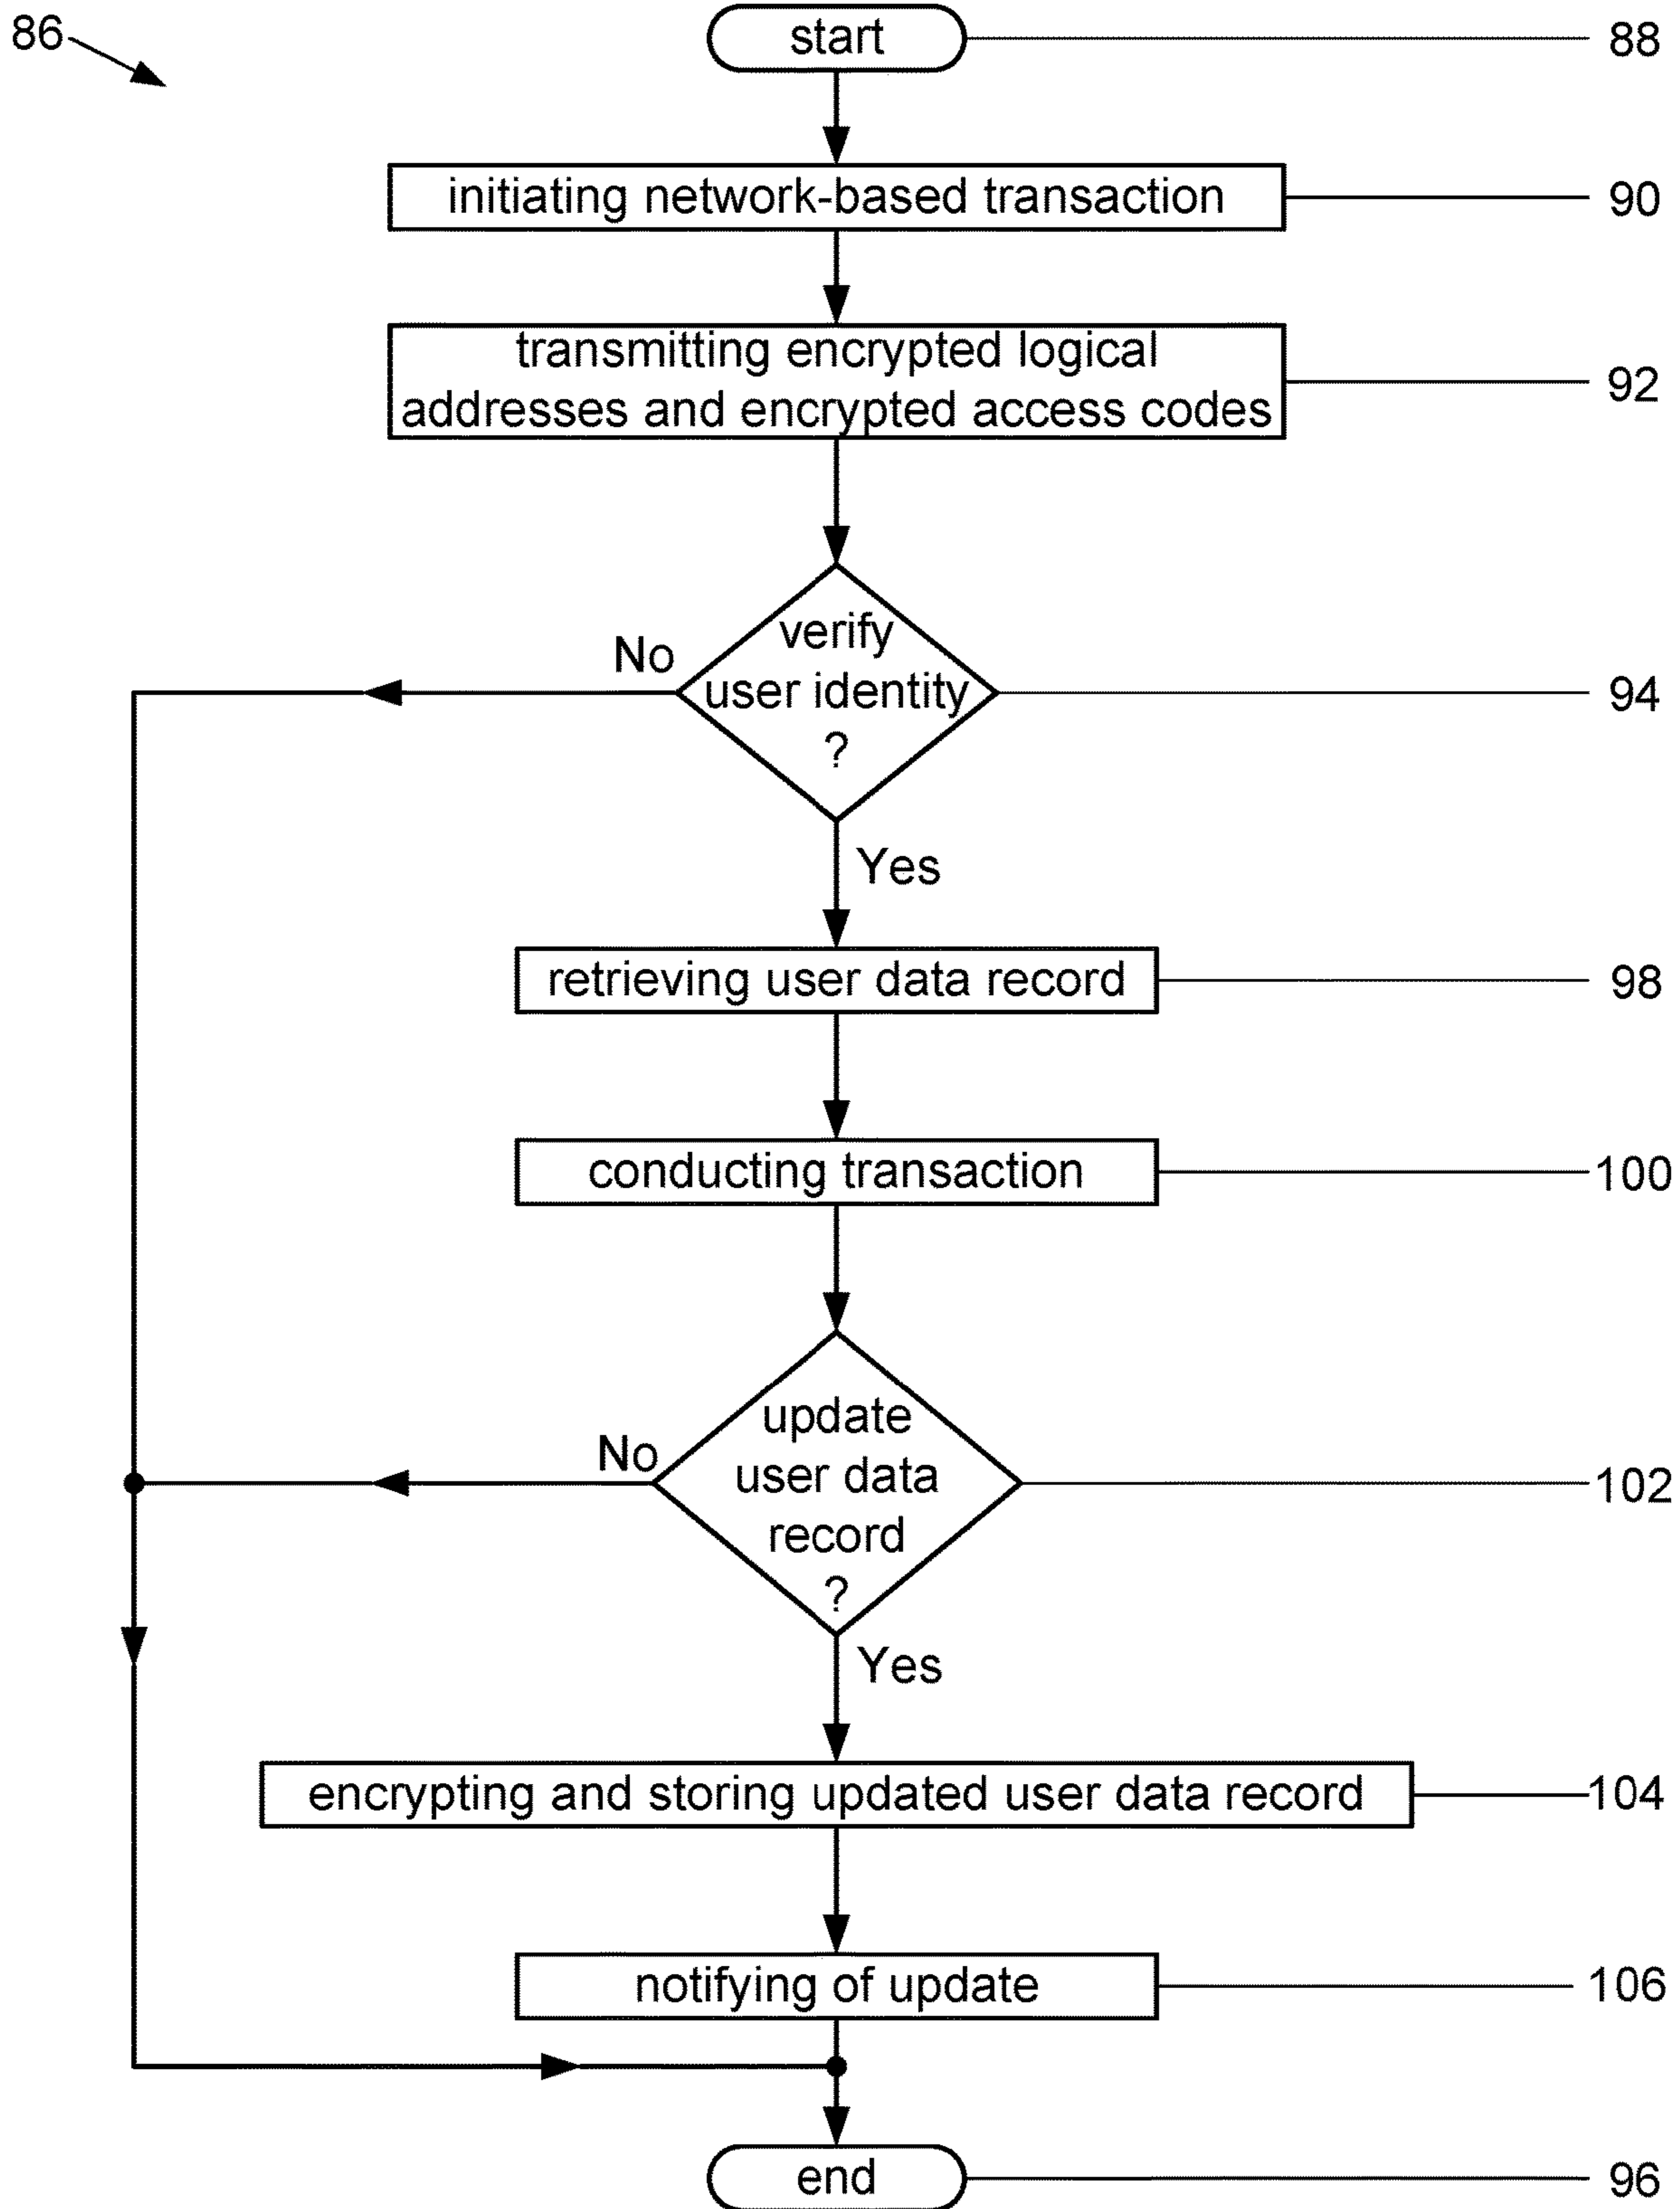 86
start
88
initiating network-based transaction
90
transmitting encrypted logical
addresses and encrypted access codes
92
verify
user identity
?
No
94
Yes
retrieving user data record
98
conducting transaction
100
update
user data
record
?
No
102
Yes
encrypting and storing updated user data record
104
notifying of update
106
end
96